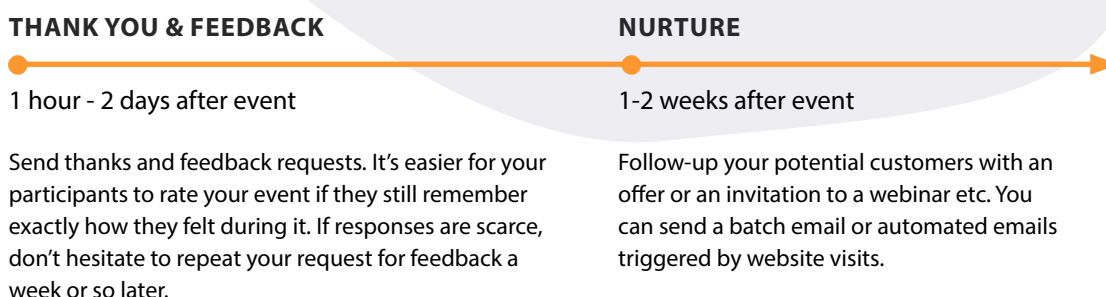 THANK YOU & FEEDBACK
1 hour - 2 days after event
Send thanks and feedback requests. It's easier for your
participants to rate your event if they still remember
exactly how they felt during it. If responses are scarce,
don't hesitate to repeat your request for feedback a
week or so later.
NURTURE
1-2 weeks after event
Follow-up your potential customers with an
offer or an invitation to a webinar etc. You
can send a batch email or automated emails
triggered by website visits.